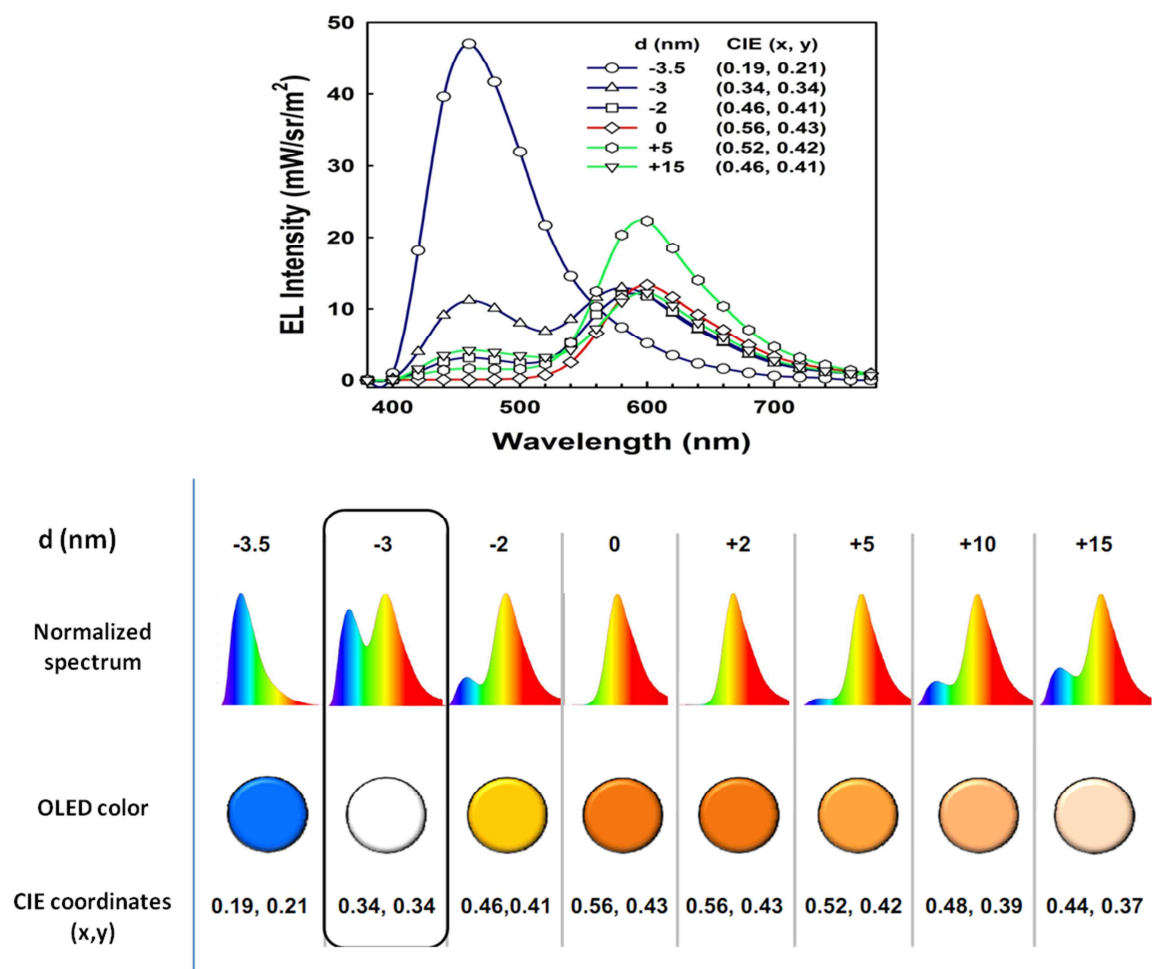 d (nm) CIE (x, y)
-3.5 (0.19, 0.21)
-3 (0.34, 0.34)
-2 (0.46, 0.41)
0 (0.56, 0.43)
+5 (0.52, 0.42)
+15 (0.46, 0.41)
EL Intensity (mW/sr/m²)
50
40
30
20
10
0
400 500 600 700
Wavelength (nm)
d (nm) -3.5 -3 -2 0 +2 +5 +10 +15
Normalized
spectrum
OLED color
CIE coordinates
(x,y)
0.19, 0.21 0.34, 0.34 0.46,0.41 0.56, 0.43 0.56, 0.43 0.52, 0.42 0.48, 0.39 0.44, 0.37